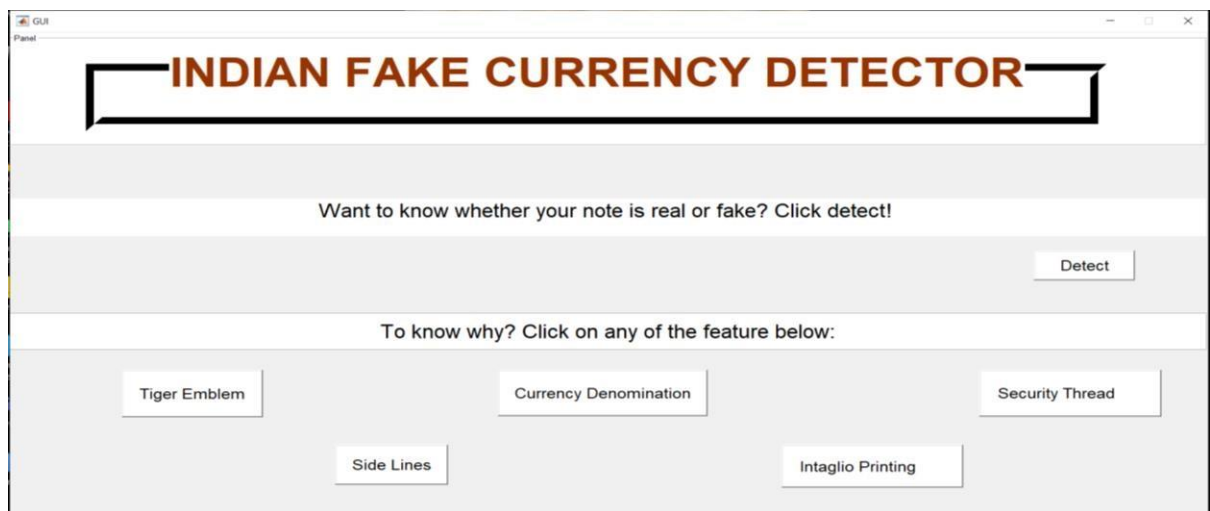 GUI
Panel
INDIAN FAKE CURRENCY DETECTOR
Want to know whether your note is real or fake? Click detect!
Detect
To know why? Click on any of the feature below:
Tiger Emblem
Currency Denomination
Security Thread
Side Lines
Intaglio Printing